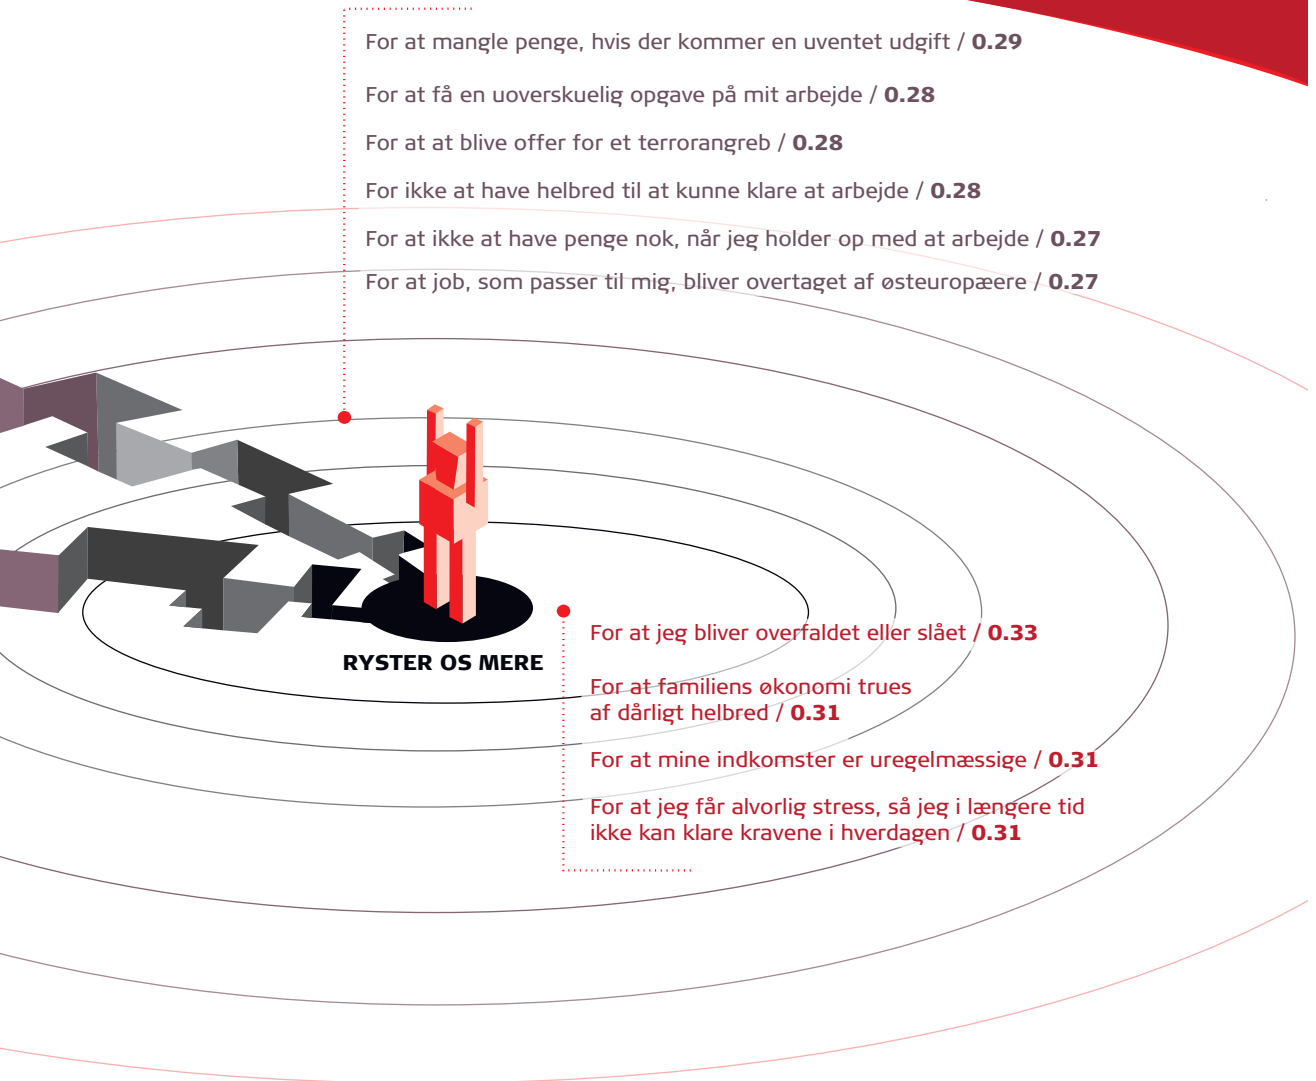 For at mangle penge, hvis der kommer en uventet udgift / 0.29
For at få en uoverskuelig opgave på mit arbejde / 0.28
For at at blive offer for et terrorangreb / 0.28
For ikke at have helbred til at kunne klare at arbejde / 0.28
For at ikke at have penge nok, når jeg holder op med at arbejde / 0.27
For at job, som passer til mig, bliver overtaget af østeuropæere / 0.27
RYSTER OS MERE
For at jeg bliver overfaldet eller slået / 0.33
For at familiens økonomi trues
af dårligt helbred / 0.31
For at mine indkomster er uregelmæssige / 0.31
For at jeg får alvorlig stress, så jeg i længere tid
ikke kan klare kravene i hverdagen / 0.31